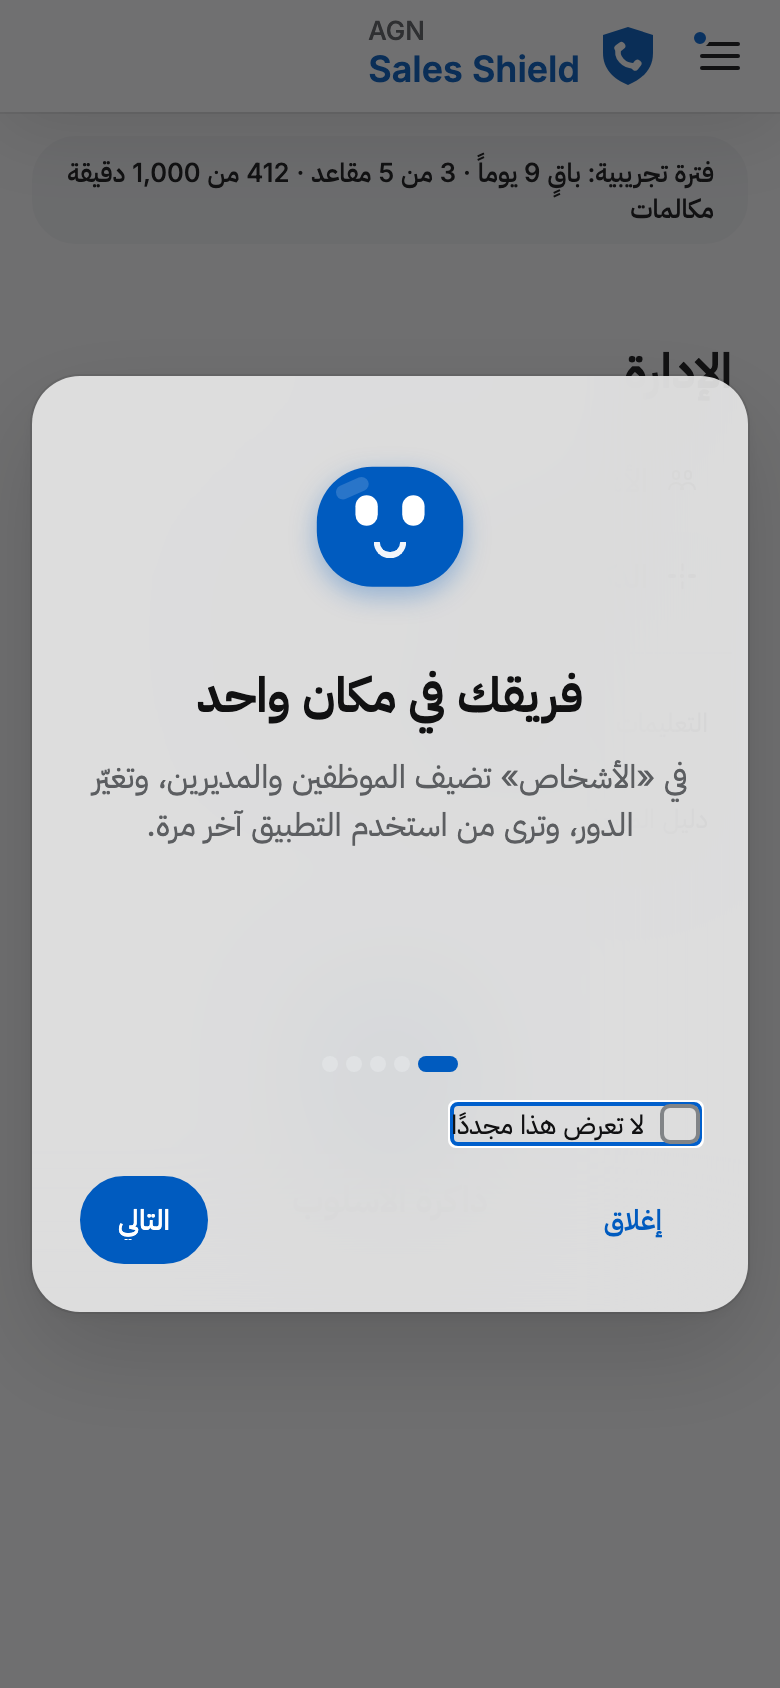 AGN
Sales Shield
فترة تجريبية: باقٍ 9 يوماً · 3 من 5 مقاعد · 412 من 1,000 دقيقة
مكالمات
الإدارة
فريقك في مكان واحد
في «الأشخاص» تضيف الموظفين والمديرين، وتغيّر
الدور، وترى من استخدم التطبيق آخر مرة.
لا تعرض هذا مجددًا
إغلاق
التالي